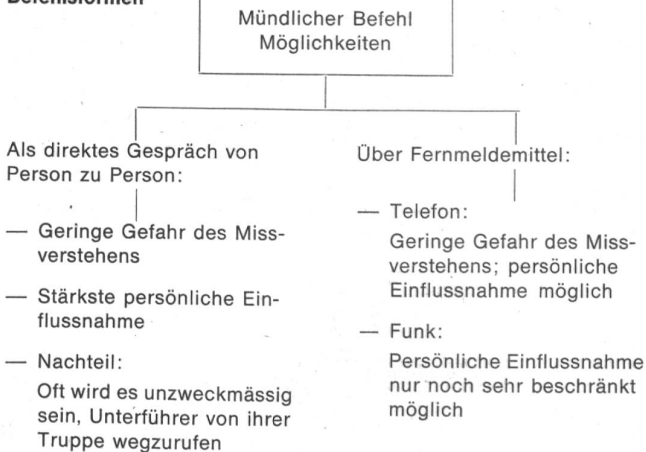 Befehlsformen
Mündlicher Befehl
Möglichkeiten
Als direktes Gespräch von
Person zu Person:
— Geringe Gefahr des Miss-
verstehens
— Stärkste persönliche Ein-
flussnahme
— Nachteil:
Oft wird es unzweckmässig
sein, Unterführer von ihrer
Truppe wegzurufen
Über Fernmeldemittel:
— Telefon:
Geringe Gefahr des Miss-
verstehens; persönliche
Einflussnahme möglich
— Funk:
Persönliche Einflussnahme
nur noch sehr beschränkt
möglich